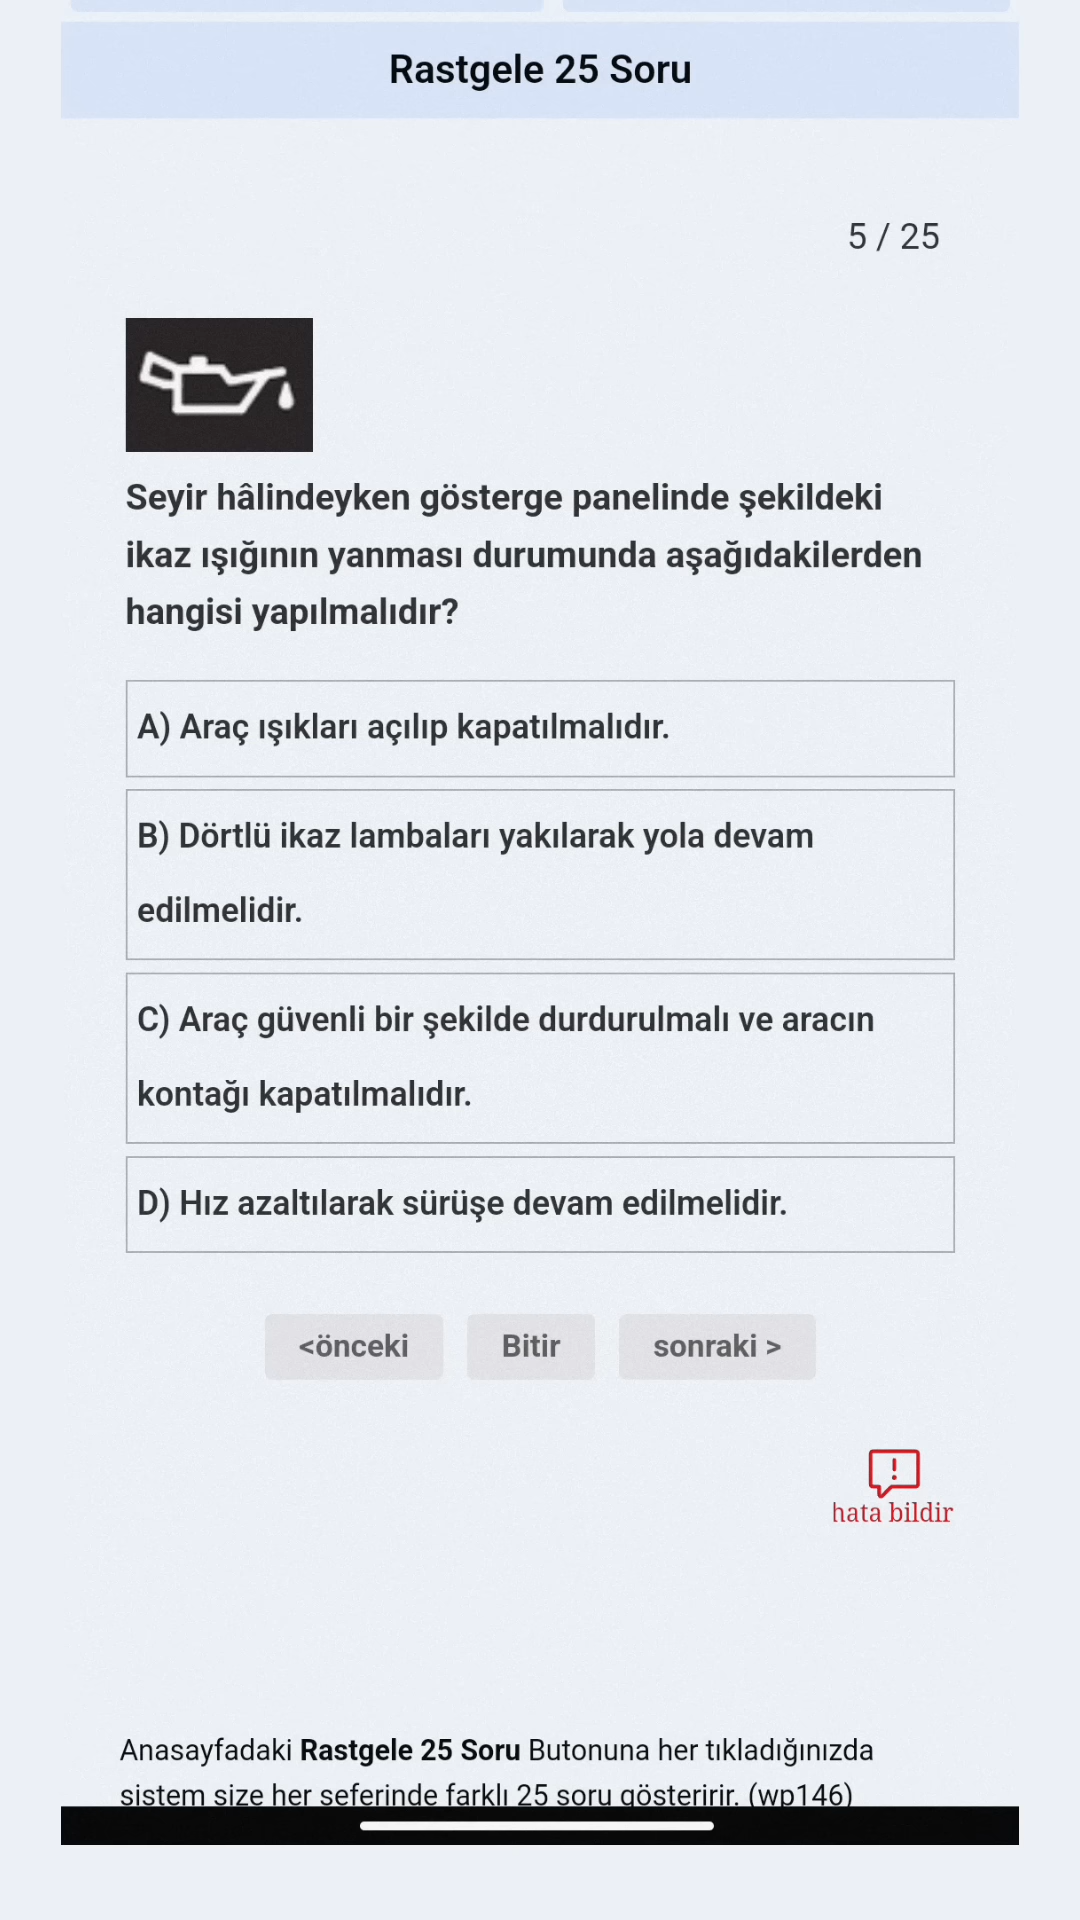 Rastgele 25 Soru
5 / 25
Seyir hâlindeyken gösterge panelinde şekildeki
ikaz ışığının yanması durumunda aşağıdakilerden
hangisi yapılmalıdır?
A) Araç ışıkları açılıp kapatılmalıdır.
B) Dörtlü ikaz lambaları yakılarak yola devam
edilmelidir.
C) Araç güvenli bir şekilde durdurulmalı ve aracın
kontağı kapatılmalıdır.
D) Hız azaltılarak sürüşe devam edilmelidir.
<önceki Bitir sonraki >
hata bildir
Anasayfadaki Rastgele 25 Soru Butonuna her tıkladığınızda
sistem size her seferinde farklı 25 soru gösteririr. (wp146)